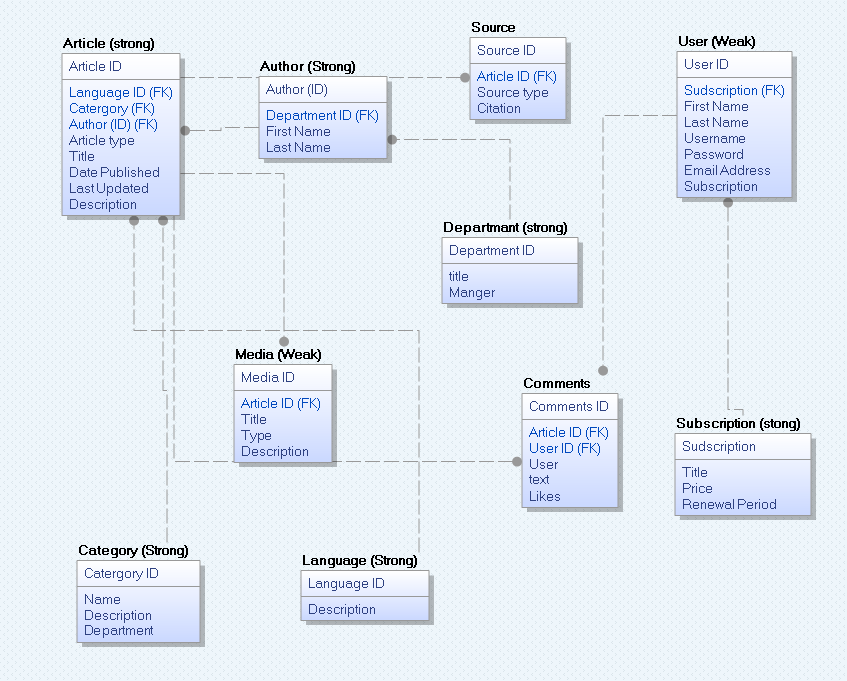 Article (strong)
Article ID
Language ID (FK)
Catergory (FK)
Author (ID) (FK)
Article type
Title
Date Published
Last Updated
Description
Author (Strong)
Author (ID)
Department ID (FK)
First Name
Last Name
Source
Source ID
Article ID (FK)
Source type
Citation
User (Weak)
User ID
Sudscription (FK)
First Name
Last Name
Username
Password
Email Address
Subscription
Departmant (strong)
Department ID
title
Manger
Media (Weak)
Media ID
Article ID (FK)
Title
Type
Description
Comments
Comments ID
Article ID (FK)
User ID (FK)
User
text
Likes
Subscription (stong)
Sudscription
Title
Price
Renewal Period
Category (Strong)
Catergory ID
Name
Description
Department
Language (Strong)
Language ID
Description